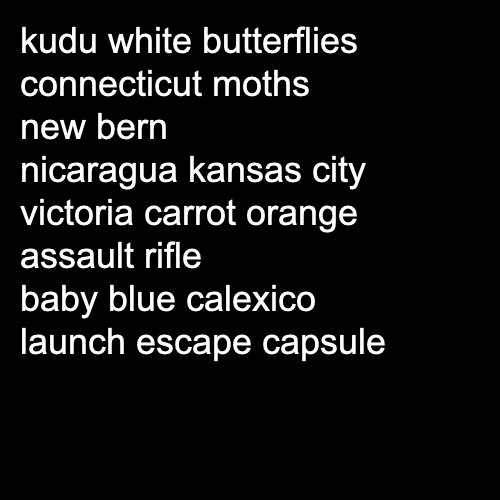 kudu white butterflies
connecticut moths
new bern
nicaragua kansas city
victoria carrot orange
assault rifle
baby blue calexico
launch escape capsule